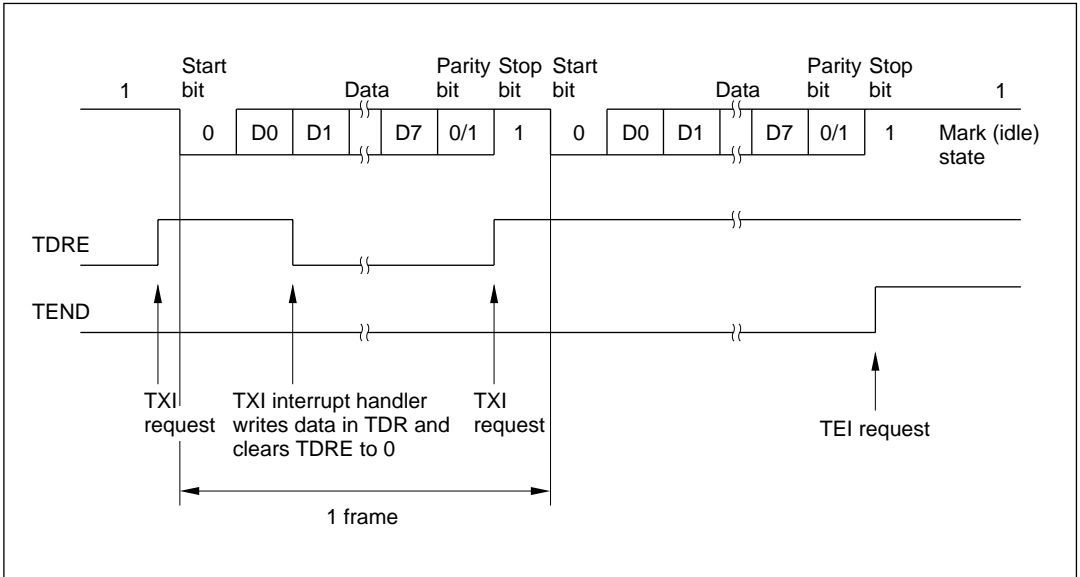 1
Start
bit
Data
Parity
bit
Stop
bit
Start
bit
Data
Parity
bit
Stop
bit
1
0 D0 D1 D7 0/1 1 0 D0 D1 D7 0/1 1
Mark (idle)
state
TDRE
TEND
TXI
request
TXI interrupt handler
writes data in TDR and
clears TDRE to 0
TXI
request
TEI request
1 frame